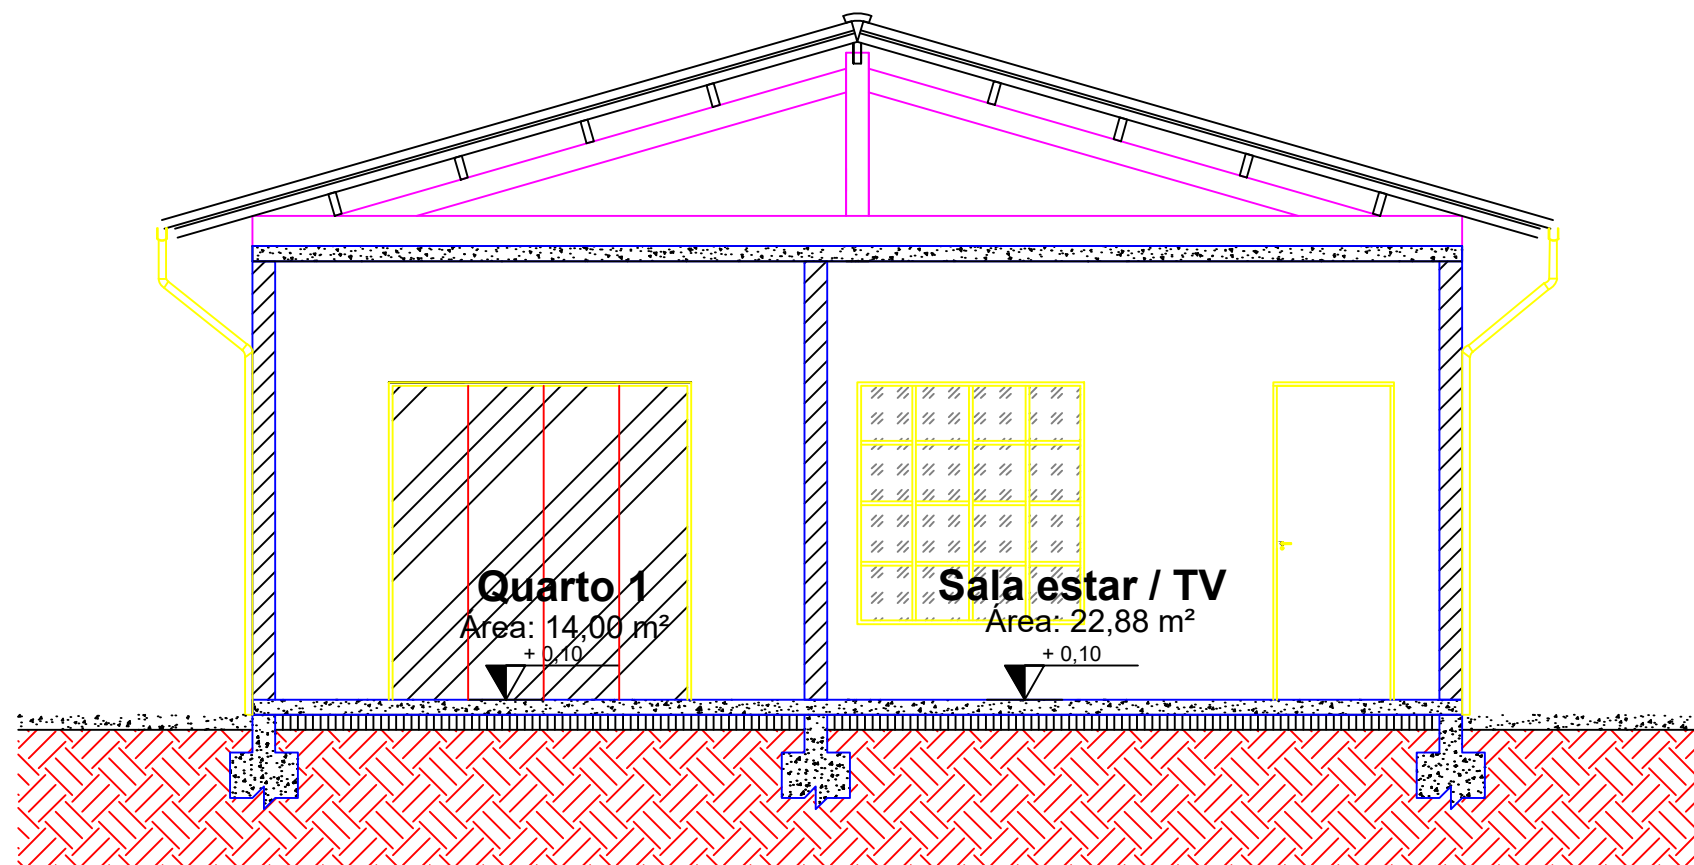 Quarto 1
Área: 14,00 m²
+ 0,10
Sala estar / TV
Área: 22,88 m²
+ 0,10